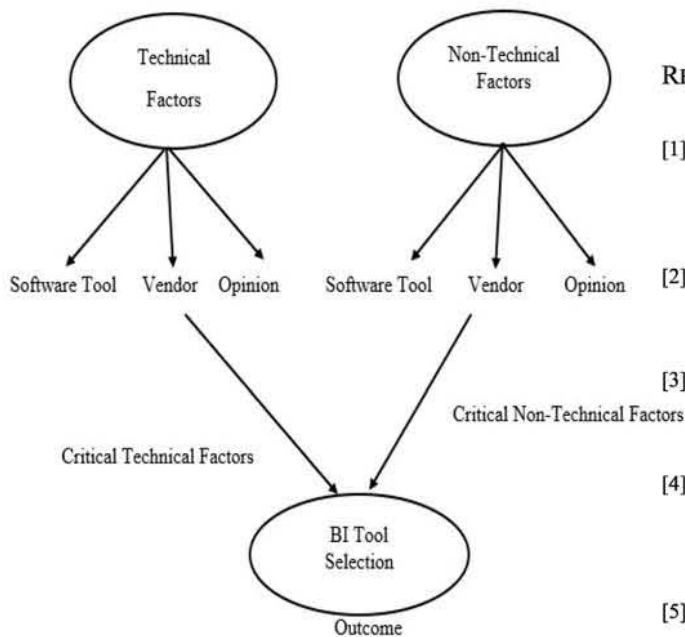 Technical
Factors
Non-Technical
Factors
Software Tool Vendor Opinion
Software Tool Vendor Opinion
Critical Non-Technical Factors
Critical Technical Factors
BI Tool
Selection
Outcome
[1]
[2]
[3]
[4]
[5]